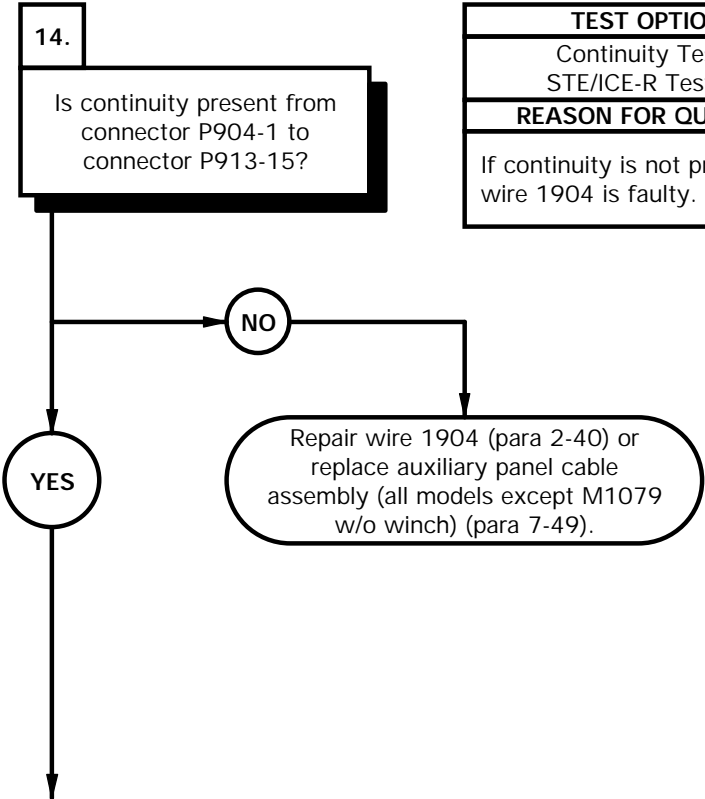 14.
Is continuity present from
connector P904-1 to
connector P913-15?
TEST OPTIO
Continuity Te
STE/ICE-R Tes
REASON FOR QU
If continuity is not pr
wire 1904 is faulty.
NO
YES
Repair wire 1904 (para 2-40) or
replace auxiliary panel cable
assembly (all models except M1079
w/o winch) (para 7-49).